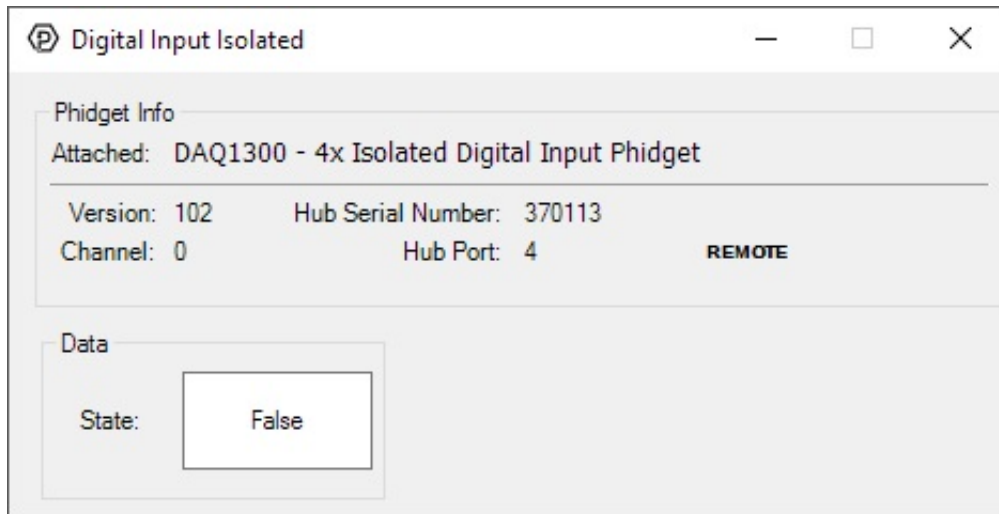 Digital Input Isolated
Phidget Info
Attached: DAQ1300 - 4x Isolated Digital Input Phidget
Version: 102 Hub Serial Number: 370113
Channel: 0 Hub Port: 4 REMOTE
Data
State: False